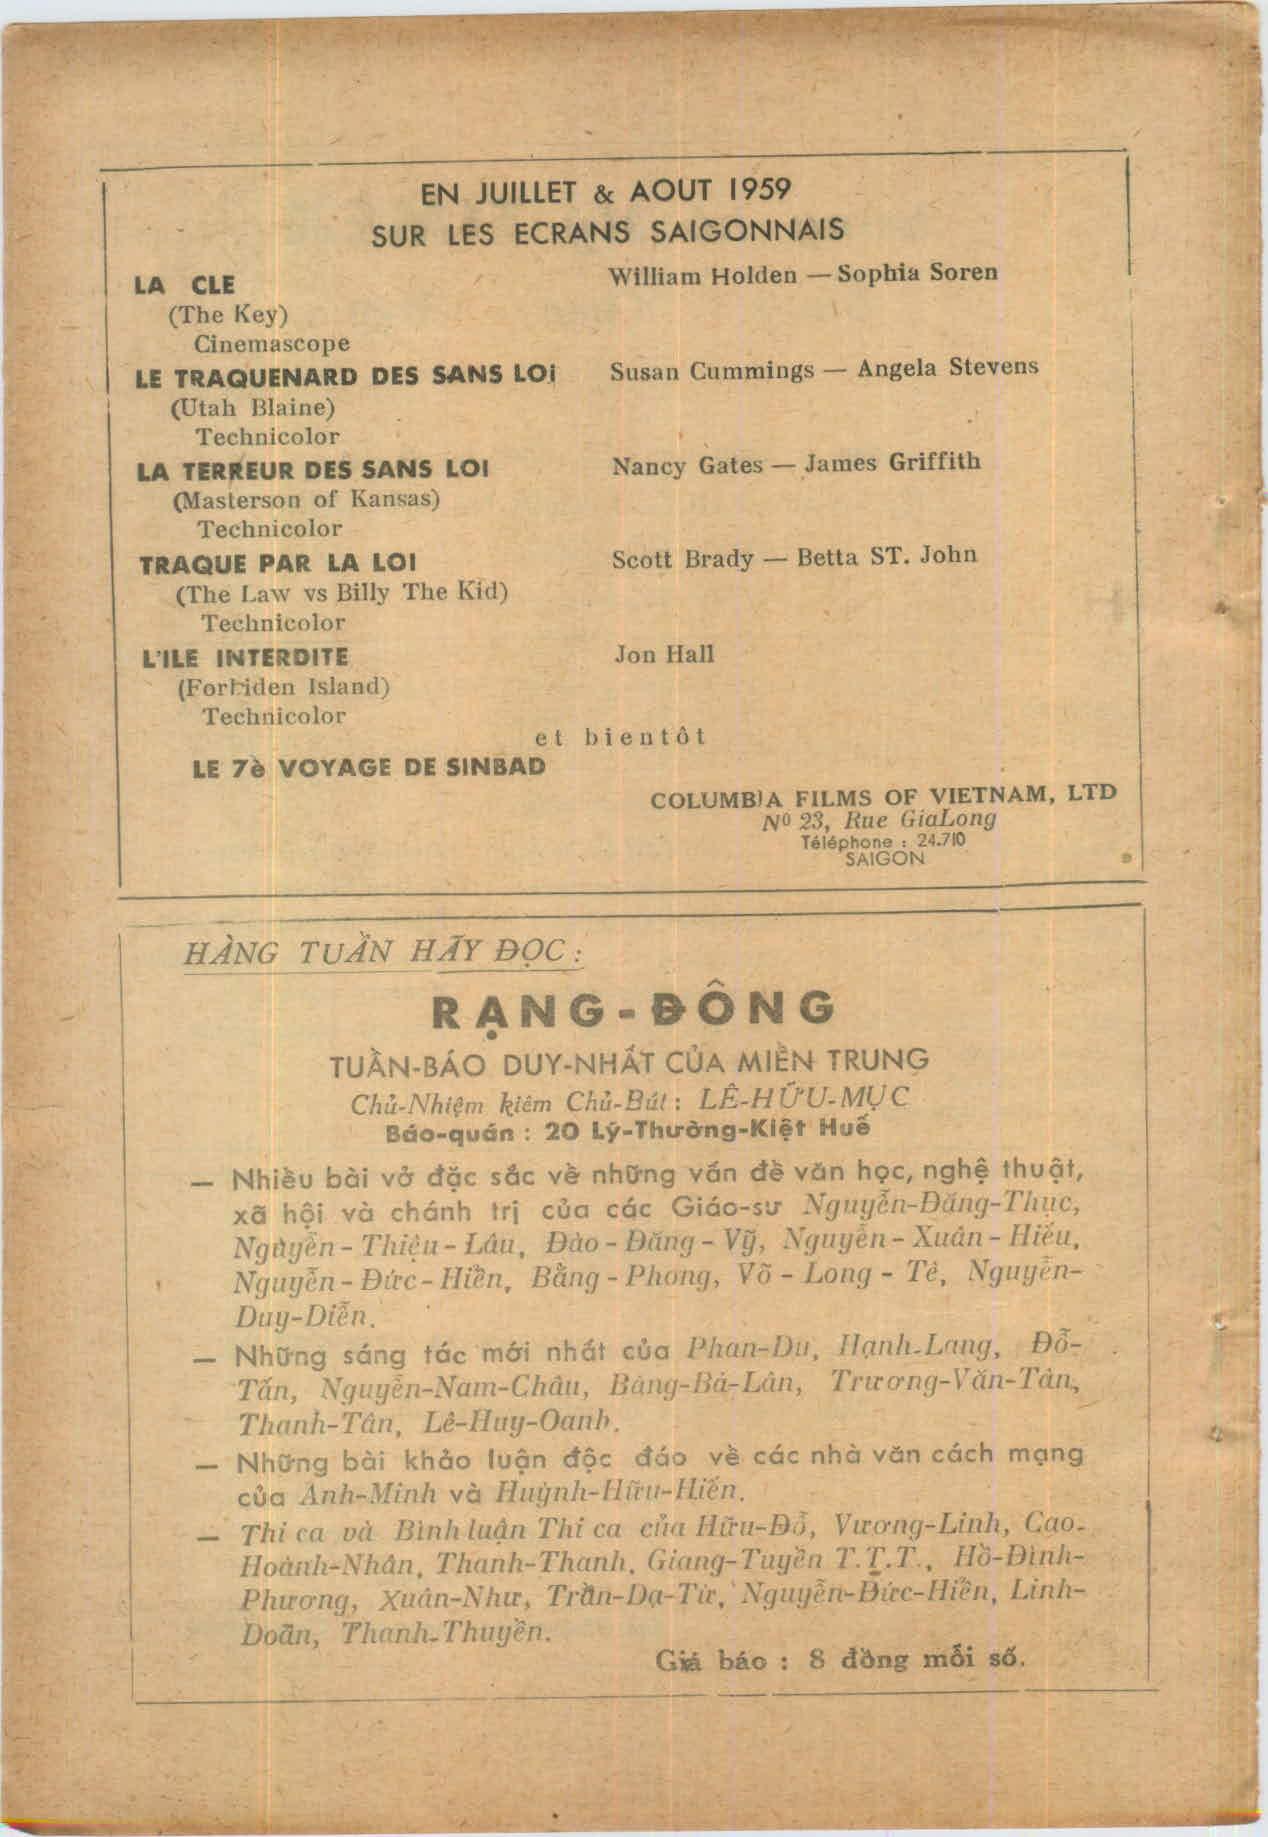 EN JUILLET & AOUT 1959
SUR LES ECRANS SAIGONNAIS
LA CLE William Holden — Sophia Soren
(The Key)
Cinemascope
LE TRAQUENARD DES SANS LOi Susan Cummings — Angela Stevens
(Utah Blaine)
Technicolor
LA TERREUR DES SANS LOI Nancy Gates — James Griffith
(Masterson of Kansas)
Technicolor
TRAQUE PAR LA LOI Scott Brady — Betta ST. John
(The Law vs Billy The Kid)
Technicolor
L'ILE INTERDITE Jon Hall
(Forbiden Island)
Technicolor
et bientôt
LE 7è VOYAGE DE SINBAD
COLUMBIA FILMS OF VIETNAM, LTD
Nº 23, Rue GiaLong
Téléphone : 24.710
SAIGON
HÀNG TUẦN HÃY ĐỌC :
RẠNG-ĐÔNG
TUẦN-BÁO DUY-NHẤT CỦA MIỀN TRUNG
Chủ-Nhiệm kiêm Chủ-Bút : LÊ-HỮU-MỤC
Báo-quán : 20 Lý-Thường-Kiệt Huế
— Nhiều bài vở đặc sắc về những vấn đề văn học, nghệ thuật,
xã hội và chánh trị của các Giáo-sư Nguyễn-Đăng-Thục,
Nguyễn - Thiệu - Lâu, Đào - Đăng - Vỹ, Nguyễn - Xuân - Hiếu,
Nguyễn - Đức - Hiền, Bằng - Phong, Võ - Long - Tê, Nguyễn-
Duy-Diễn.
— Những sáng tác mới nhất của Phan-Du, Hạnh-Lang, Đỗ-
Tấn, Nguyễn-Nam-Châu, Bàng-Bá-Lân, Trương-Văn-Tân,
Thanh-Tân, Lê-Huy-Oanh.
— Những bài khảo luận độc đáo về các nhà văn cách mạng
của Anh-Minh và Huỳnh-Hữu-Hiến.
— Thi ca và Bình luận Thi ca của Hữu-Đỗ, Vương-Linh, Cao-
Hoành-Nhân, Thanh-Thanh, Giang-Tuyền T.T.T., Hồ-Đình-
Phương, Xuân-Như, Trần-Dạ-Từ, Nguyễn-Đức-Hiền, Linh-
Doãn, Thanh-Thuyền.
Giá báo : 8 đồng mỗi số.